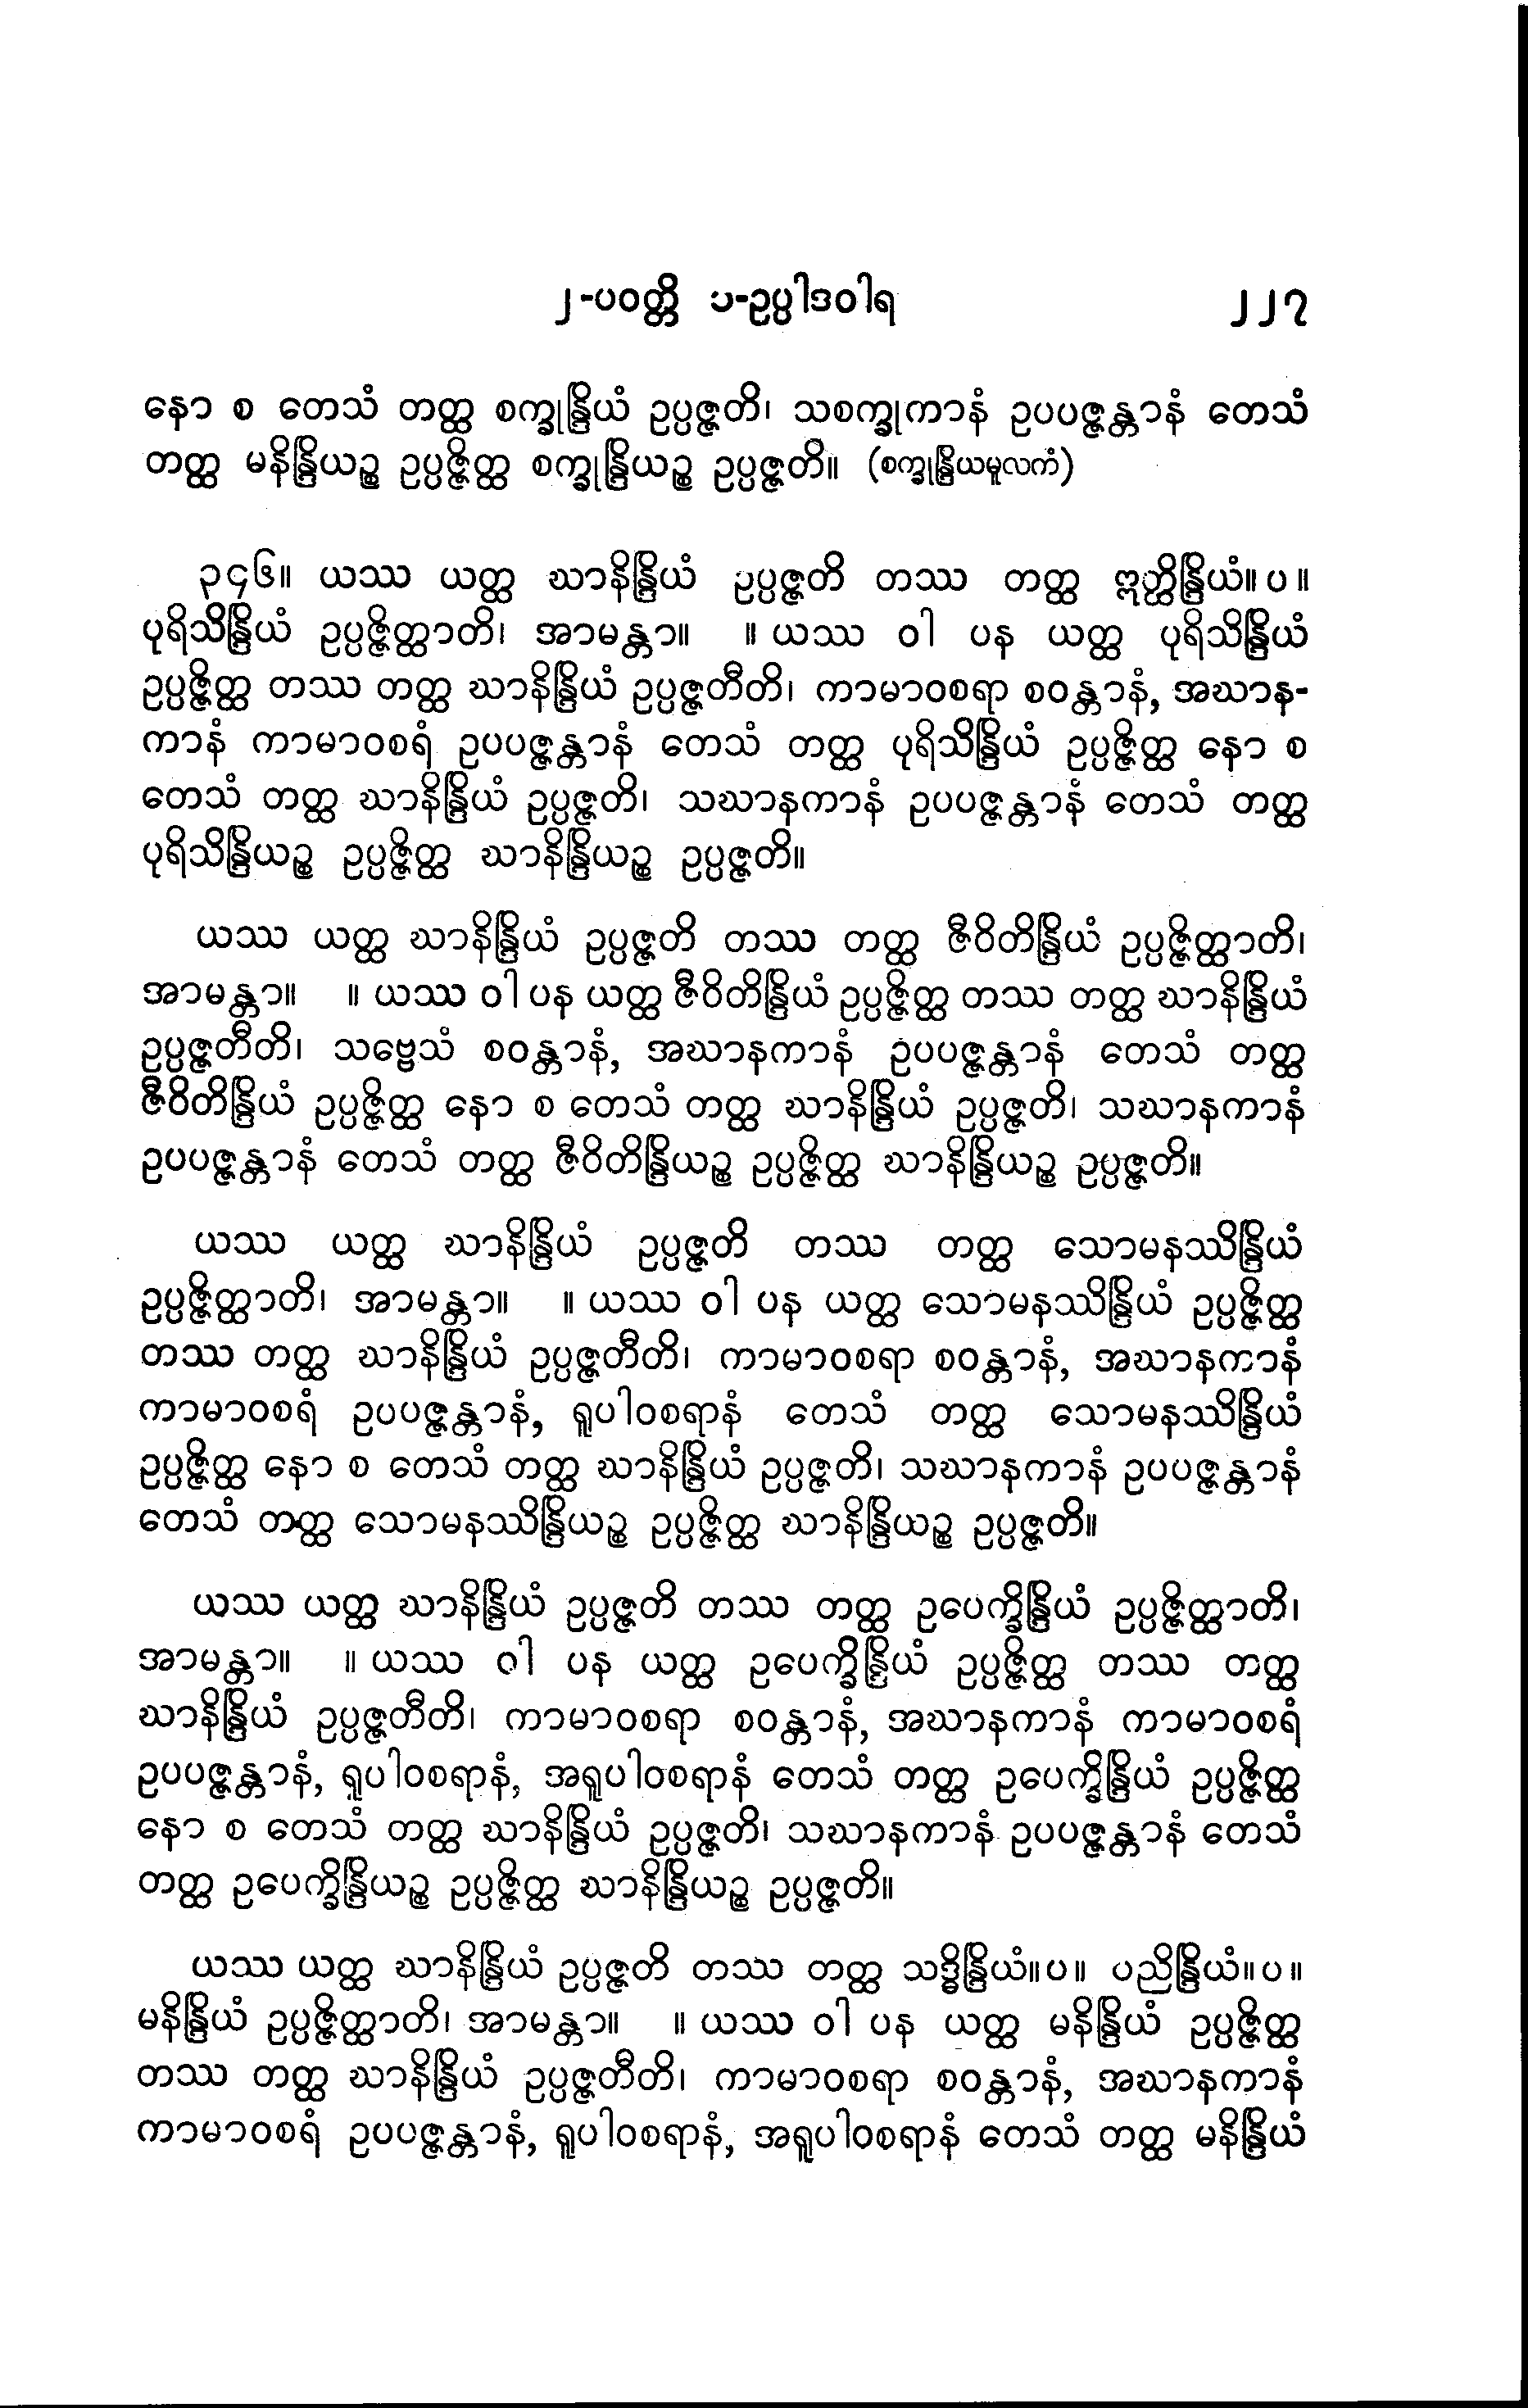 ၂-ပဝတ္တိ ၁-ဥပ္ပါဒဝါရ ၂၂၇
နော စ တေသံ တတ္ထ စက္ခုန္ဒြိယံ ဥပ္ပဇ္ဇတိ၊ သစက္ခုကာနံ ဥပပဇ္ဇန္တာနံ တေသံ
တတ္ထ မနိန္ဒြိယဉ္စ ဥပ္ပဇ္ဇိတ္ထ စက္ခုန္ဒြိယဉ္စ ဥပ္ပဇ္ဇတိ။ (စက္ခုန္ဒြိယမူလကံ)
၃၄၆။ ယဿ ယတ္ထ ဃာနိန္ဒြိယံ ဥပ္ပဇ္ဇတိ တဿ တတ္ထ ဣတ္ထိန္ဒြိယံ။ပ။
ပုရိသိန္ဒြိယံ ဥပ္ပဇ္ဇိတ္ထာတိ၊ အာမန္တာ။ ။ ယဿ ဝါ ပန ယတ္ထ ပုရိသိန္ဒြိယံ
ဥပ္ပဇ္ဇိတ္ထ တဿ တတ္ထ ဃာနိန္ဒြိယံ ဥပ္ပဇ္ဇတီတိ၊ ကာမာဝစရာ စဝန္တာနံ, အဃာန-
ကာနံ ကာမာဝစရံ ဥပပဇ္ဇန္တာနံ တေသံ တတ္ထ ပုရိသိန္ဒြိယံ ဥပ္ပဇ္ဇိတ္ထ နော စ
တေသံ တတ္ထ ဃာနိန္ဒြိယံ ဥပ္ပဇ္ဇတိ၊ သဃာနကာနံ ဥပပဇ္ဇန္တာနံ တေသံ တတ္ထ
ပုရိသိန္ဒြိယဉ္စ ဥပ္ပဇ္ဇိတ္ထ ဃာနိန္ဒြိယဉ္စ ဥပ္ပဇ္ဇတိ။
ယဿ ယတ္ထ ဃာနိန္ဒြိယံ ဥပ္ပဇ္ဇတိ တဿ တတ္ထ ဇီဝိတိန္ဒြိယံ ဥပ္ပဇ္ဇိတ္ထာတိ၊
အာမန္တာ။ ။ ယဿ ဝါ ပန ယတ္ထ ဇီဝိတိန္ဒြိယံ ဥပ္ပဇ္ဇိတ္ထ တဿ တတ္ထ ဃာနိန္ဒြိယံ
ဥပ္ပဇ္ဇတီတိ၊ သဗ္ဗေသံ စဝန္တာနံ, အဃာနကာနံ ဥပပဇ္ဇန္တာနံ တေသံ တတ္ထ
ဇီဝိတိန္ဒြိယံ ဥပ္ပဇ္ဇိတ္ထ နော စ တေသံ တတ္ထ ဃာနိန္ဒြိယံ ဥပ္ပဇ္ဇတိ၊ သဃာနကာနံ
ဥပပဇ္ဇန္တာနံ တေသံ တတ္ထ ဇီဝိတိန္ဒြိယဉ္စ ဥပ္ပဇ္ဇိတ္ထ ဃာနိန္ဒြိယဉ္စ ဥပ္ပဇ္ဇတိ။
ယဿ ယတ္ထ ဃာနိန္ဒြိယံ ဥပ္ပဇ္ဇတိ တဿ တတ္ထ သောမနဿိန္ဒြိယံ
ဥပ္ပဇ္ဇိတ္ထာတိ၊ အာမန္တာ။ ။ ယဿ ဝါ ပန ယတ္ထ သောမနဿိန္ဒြိယံ ဥပ္ပဇ္ဇိတ္ထ
တဿ တတ္ထ ဃာနိန္ဒြိယံ ဥပ္ပဇ္ဇတီတိ၊ ကာမာဝစရာ စဝန္တာနံ, အဃာနကာနံ
ကာမာဝစရံ ဥပပဇ္ဇန္တာနံ, ရူပါဝစရာနံ တေသံ တတ္ထ သောမနဿိန္ဒြိယံ
ဥပ္ပဇ္ဇိတ္ထ နော စ တေသံ တတ္ထ ဃာနိန္ဒြိယံ ဥပ္ပဇ္ဇတိ၊ သဃာနကာနံ ဥပပဇ္ဇန္တာနံ
တေသံ တတ္ထ သောမနဿိန္ဒြိယဉ္စ ဥပ္ပဇ္ဇိတ္ထ ဃာနိန္ဒြိယဉ္စ ဥပ္ပဇ္ဇတိ။
ယဿ ယတ္ထ ဃာနိန္ဒြိယံ ဥပ္ပဇ္ဇတိ တဿ တတ္ထ ဥပေက္ခိန္ဒြိယံ ဥပ္ပဇ္ဇိတ္ထာတိ၊
အာမန္တာ။ ။ ယဿ ဝါ ပန ယတ္ထ ဥပေက္ခိန္ဒြိယံ ဥပ္ပဇ္ဇိတ္ထ တဿ တတ္ထ
ဃာနိန္ဒြိယံ ဥပ္ပဇ္ဇတီတိ၊ ကာမာဝစရာ စဝန္တာနံ, အဃာနကာနံ ကာမာဝစရံ
ဥပပဇ္ဇန္တာနံ, ရူပါဝစရာနံ, အရူပါဝစရာနံ တေသံ တတ္ထ ဥပေက္ခိန္ဒြိယံ ဥပ္ပဇ္ဇိတ္ထ
နော စ တေသံ တတ္ထ ဃာနိန္ဒြိယံ ဥပ္ပဇ္ဇတိ၊ သဃာနကာနံ ဥပပဇ္ဇန္တာနံ တေသံ
တတ္ထ ဥပေက္ခိန္ဒြိယဉ္စ ဥပ္ပဇ္ဇိတ္ထ ဃာနိန္ဒြိယဉ္စ ဥပ္ပဇ္ဇတိ။
ယဿ ယတ္ထ ဃာနိန္ဒြိယံ ဥပ္ပဇ္ဇတိ တဿ တတ္ထ သဒ္ဓိန္ဒြိယံ။ပ။ ပညိန္ဒြိယံ။ပ။
မနိန္ဒြိယံ ဥပ္ပဇ္ဇိတ္ထာတိ၊ အာမန္တာ။ ။ ယဿ ဝါ ပန ယတ္ထ မနိန္ဒြိယံ ဥပ္ပဇ္ဇိတ္ထ
တဿ တတ္ထ ဃာနိန္ဒြိယံ ဥပ္ပဇ္ဇတီတိ၊ ကာမာဝစရာ စဝန္တာနံ, အဃာနကာနံ
ကာမာဝစရံ ဥပပဇ္ဇန္တာနံ, ရူပါဝစရာနံ, အရူပါဝစရာနံ တေသံ တတ္ထ မနိန္ဒြိယံ